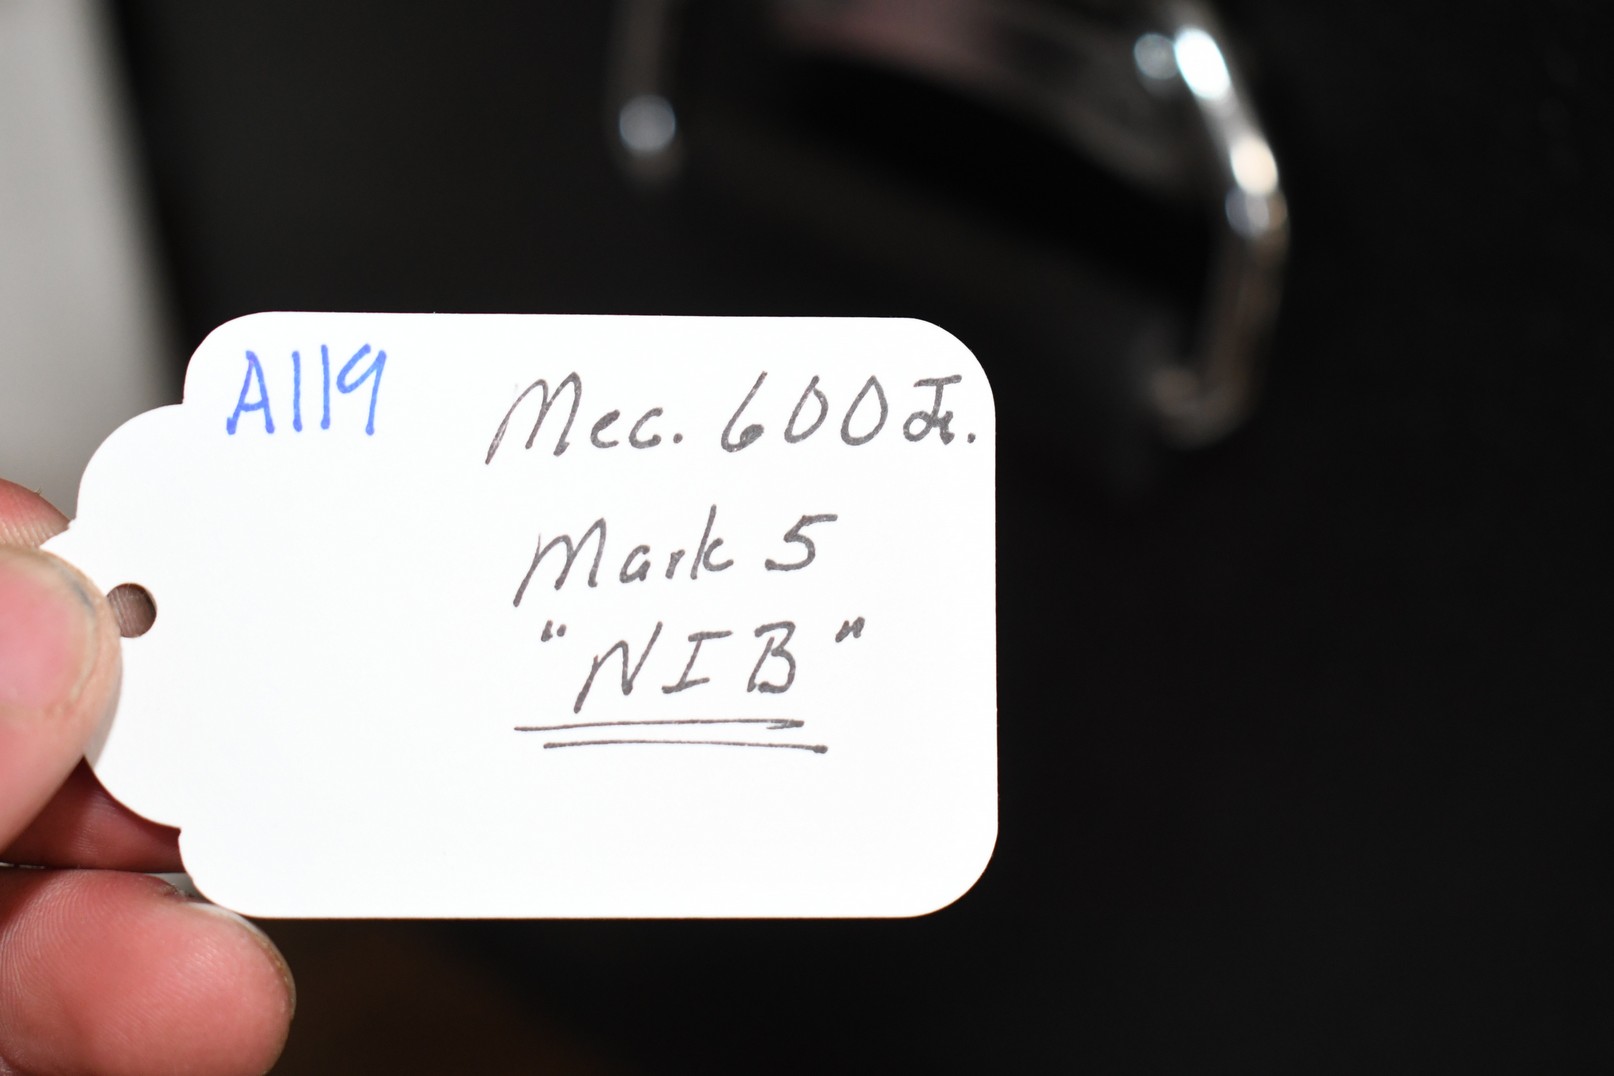 A119
Mec. 600 Jr.
Mark 5
"NIB"